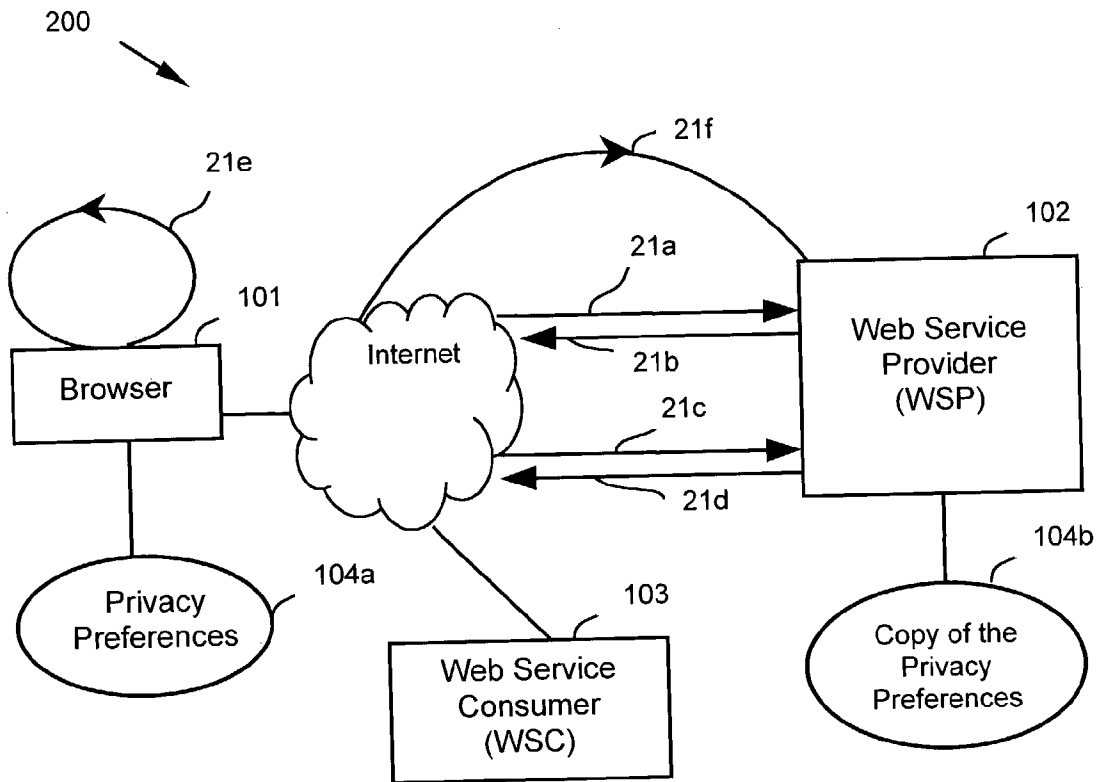 200
21f
21e
102
21a
101
Internet
Web Service
Provider
(WSP)
21b
Browser
21c
21d
104a
104b
Privacy
Preferences
103
Copy of the
Privacy
Preferences
Web Service
Consumer
(WSC)